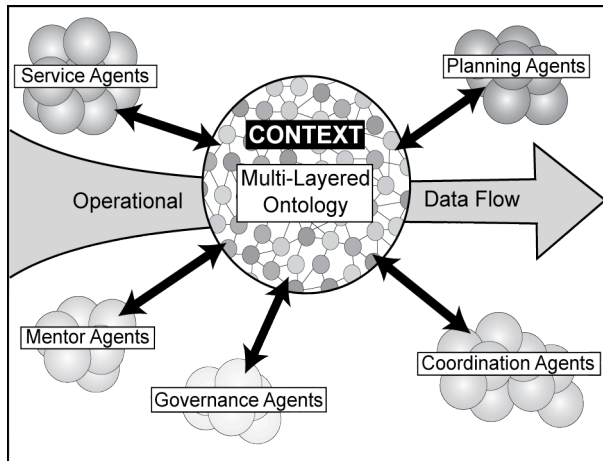 Service Agents
Planning Agents
CONTEXT
Multi-Layered
Ontology
Operational
Data Flow
Mentor Agents
Governance Agents
Coordination Agents